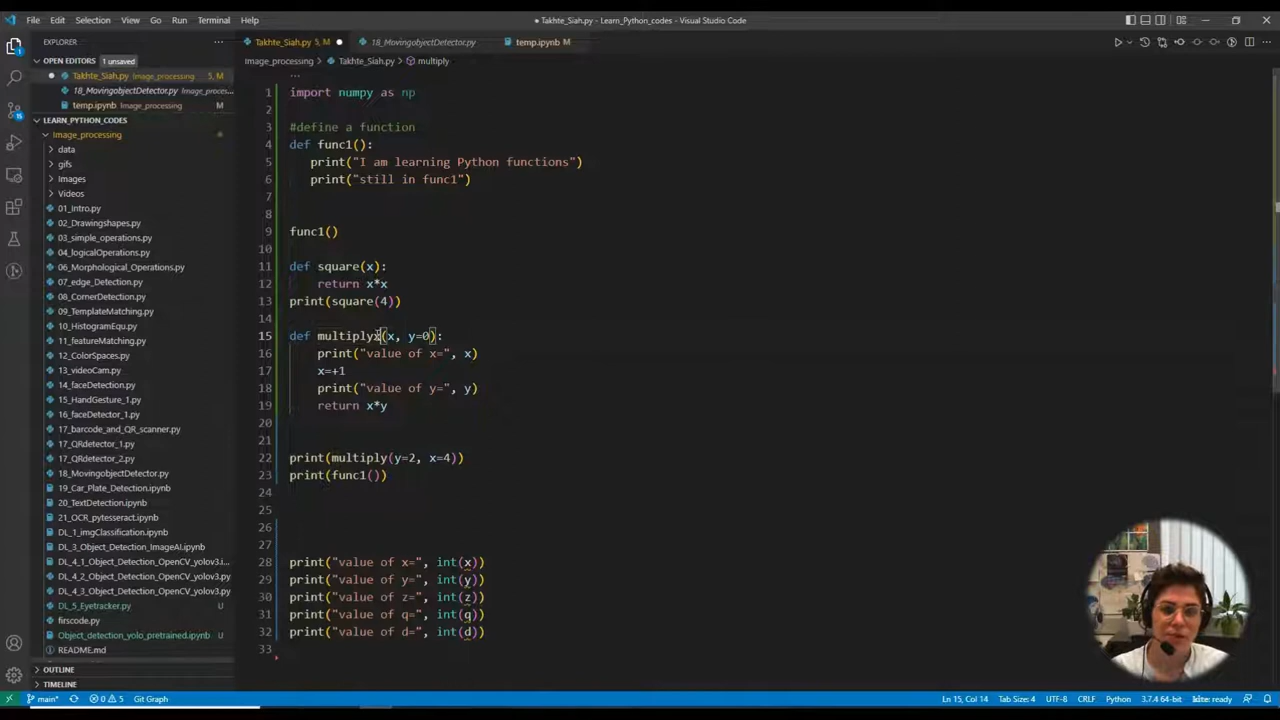 File Edit Selection View Go Run Terminal Help
● Takhte_Siah.py - Learn_Python_codes - Visual Studio Code
EXPLORER ...
OPEN EDITORS 1 unsaved
Takhte_Siah.py Image_processing 5, M
18_MovingobjectDetector.py Image_proces...
temp.ipynb Image_processing M
LEARN_PYTHON_CODES
Image_processing
data
gifs
Images
Videos
01_Intro.py
02_Drawingshapes.py
03_simple_operations.py
04_logicalOperations.py
06_Morphological_Operations.py
07_edge_Detection.py
08_CornerDetection.py
09_TemplateMatching.py
10_HistogramEqu.py
11_featureMatching.py
12_ColorSpaces.py
13_videoCam.py
14_faceDetection.py
15_HandGesture_1.py
16_faceDetector_1.py
17_barcode_and_QR_scanner.py
17_QRdetector_1.py
17_QRdetector_2.py
18_MovingobjectDetector.py
19_Car_Plate_Detection.ipynb
20_TextDetection.ipynb
21_OCR_pytesseract.ipynb
DL_1_imgClassification.ipynb
DL_3_Object_Detection_ImageAI.ipynb
DL_4_1_Object_Detection_OpenCV_yolov3.i...
DL_4_2_Object_Detection_OpenCV_yolov3.py
DL_4_3_Object_Detection_OpenCV_yolov3.py
DL_5_Eyetracker.py U
firscode.py
Object_detection_yolo_pretrained.ipynb U
README.md
OUTLINE
TIMELINE
Takhte_Siah.py 5, M ● 18_MovingobjectDetector.py temp.ipynb M
Image_processing > Takhte_Siah.py > multiply
...
1 import numpy as np
2
3 #define a function
4 def func1():
5 print("I am learning Python functions")
6 print("still in func1")
7
8
9 func1()
10
11 def square(x):
12 return x*x
13 print(square(4))
14
15 def multiply(x, y=0):
16 print("value of x=", x)
17 x=+1
18 print("value of y=", y)
19 return x*y
20
21
22 print(multiply(y=2, x=4))
23 print(func1())
24
25
26
27
28 print("value of x=", int(x))
29 print("value of y=", int(y))
30 print("value of z=", int(z))
31 print("value of q=", int(q))
32 print("value of d=", int(d))
33
main* 0 5 Git Graph
Ln 15, Col 14 Tab Size: 4 UTF-8 CRLF Python 3.7.4 64-bit